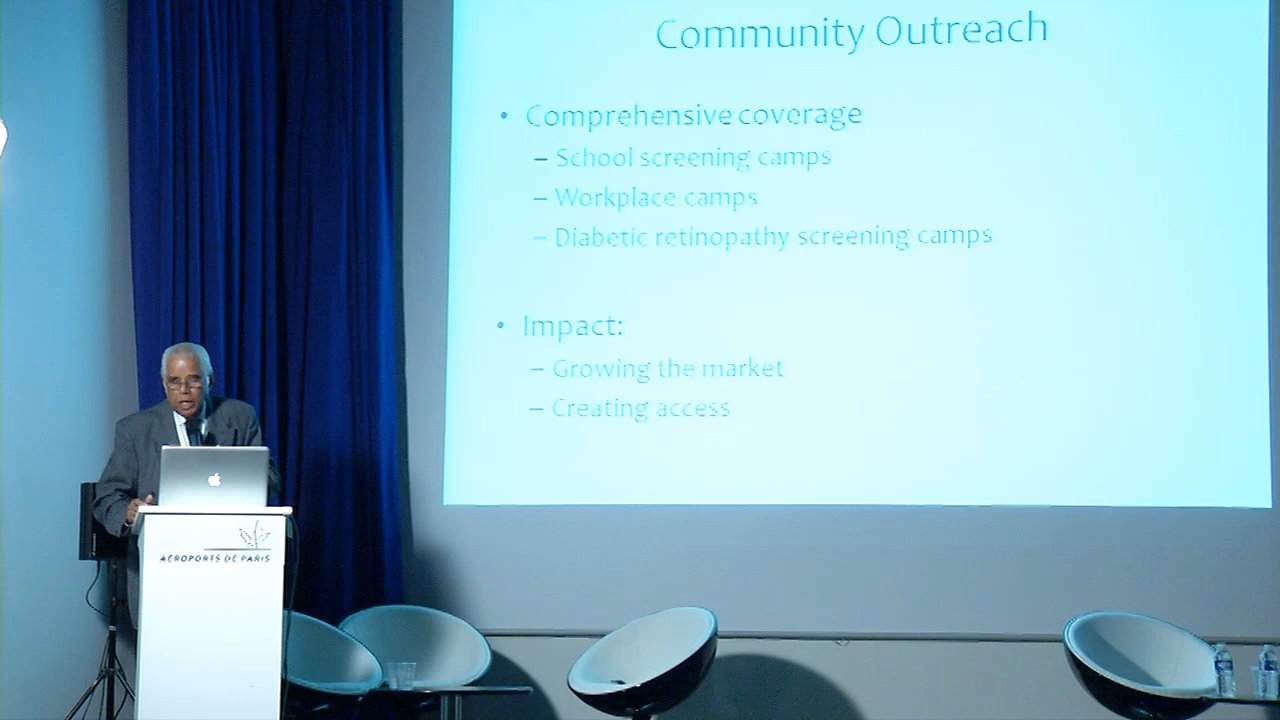 Community Outreach
• Comprehensive coverage
– School screening camps
– Workplace camps
– Diabetic retinopathy screening camps
• Impact:
– Growing the market
– Creating access
AÉROPORTS DE PARIS